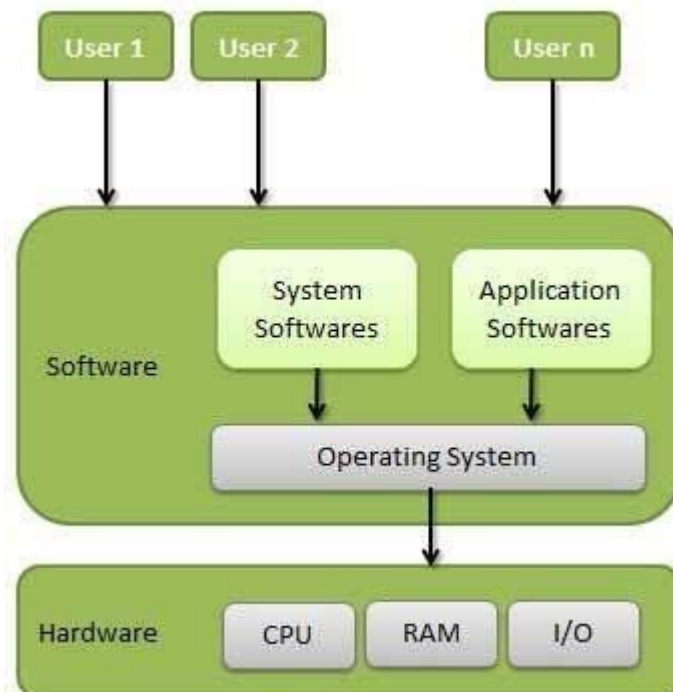 User 1
User 2
User n
System
Softwares
Application
Softwares
Software
Operating System
Hardware
CPU
RAM
I/O